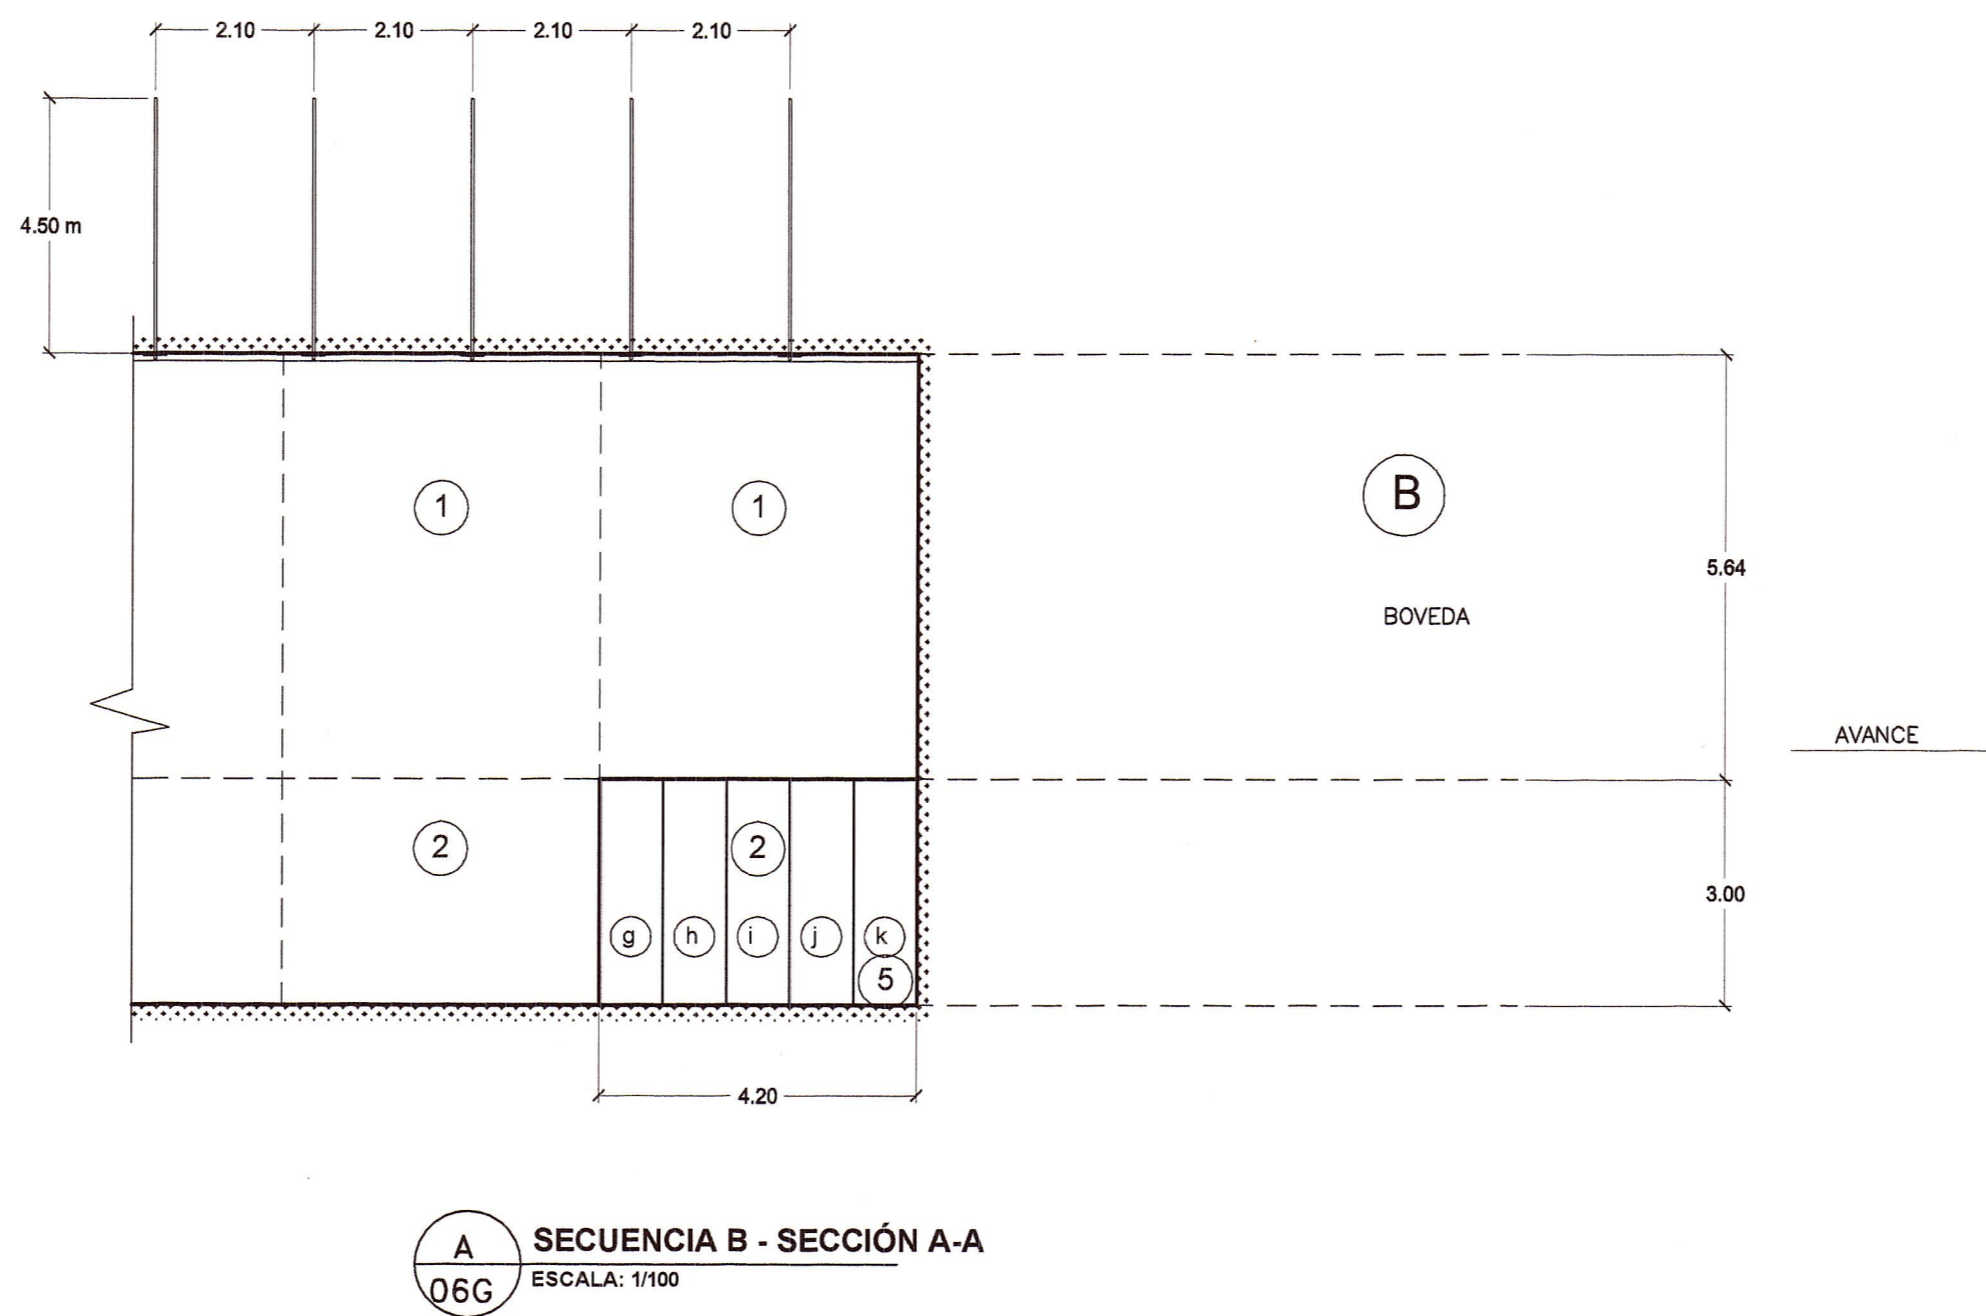 2.10 2.10 2.10 2.10
4.50 m
1 1
B
5.64
BOVEDA
AVANCE
2 2
3.00
g h i j k
5
4.20
A
06G
SECUENCIA B - SECCIÓN A-A
ESCALA: 1/100